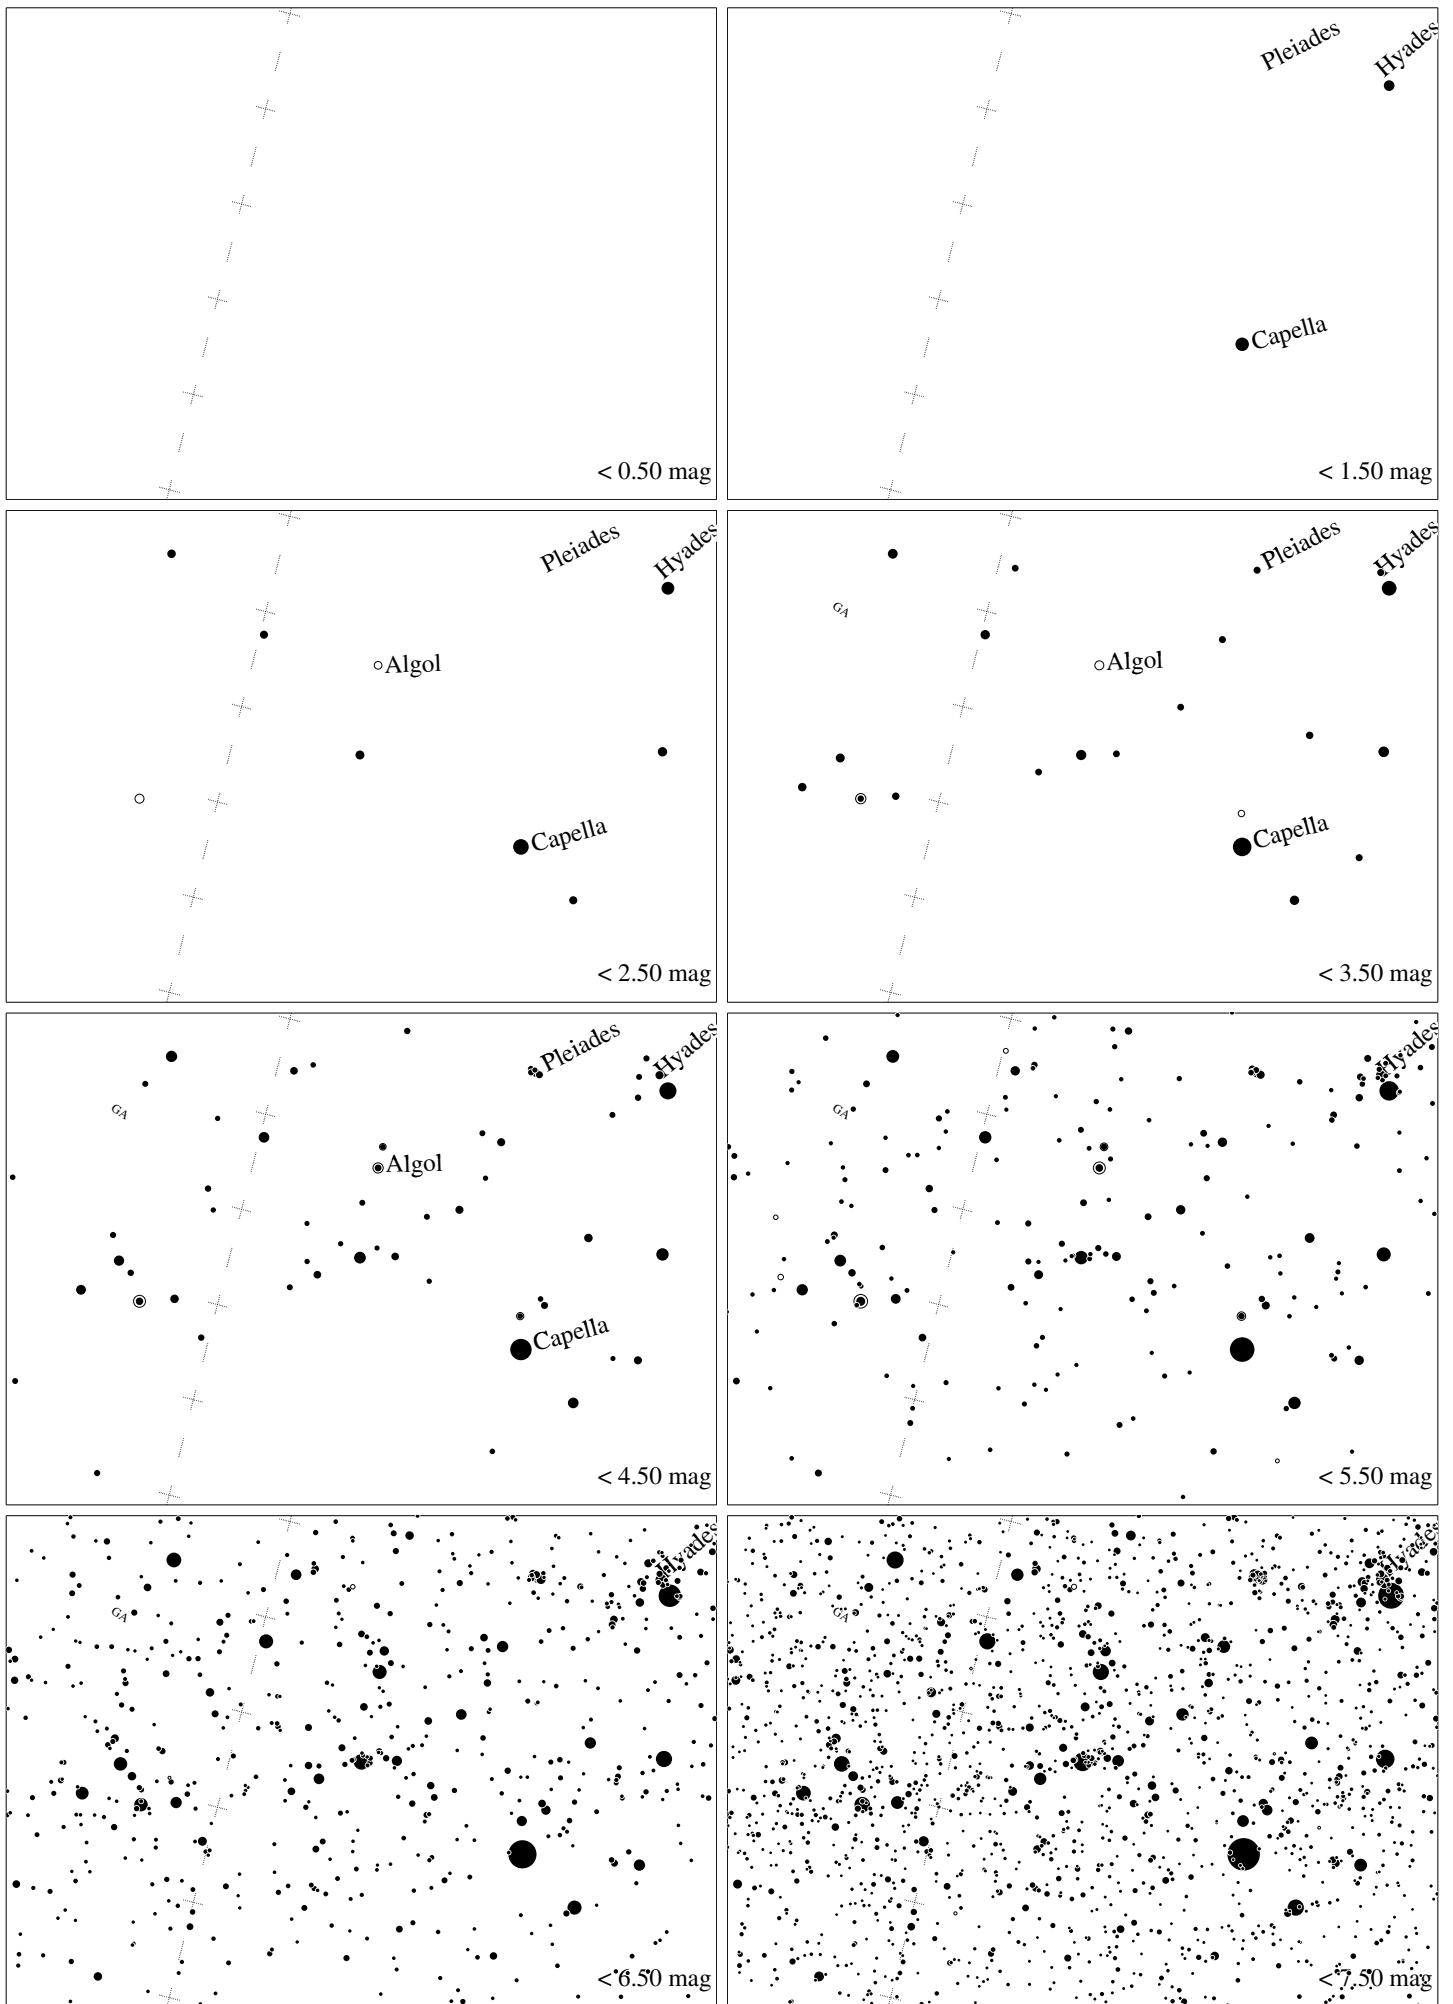 < 0.50 mag
Pleiades
Hyades
Capella
< 1.50 mag
Pleiades
Hyades
Algol
Capella
< 2.50 mag
Pleiades
Hyades
GA
Algol
Capella
< 3.50 mag
Pleiades
Hyades
GA
Algol
Capella
< 4.50 mag
Hyades
GA
< 5.50 mag
Hyades
GA
< 6.50 mag
Hyades
GA
< 7.50 mag